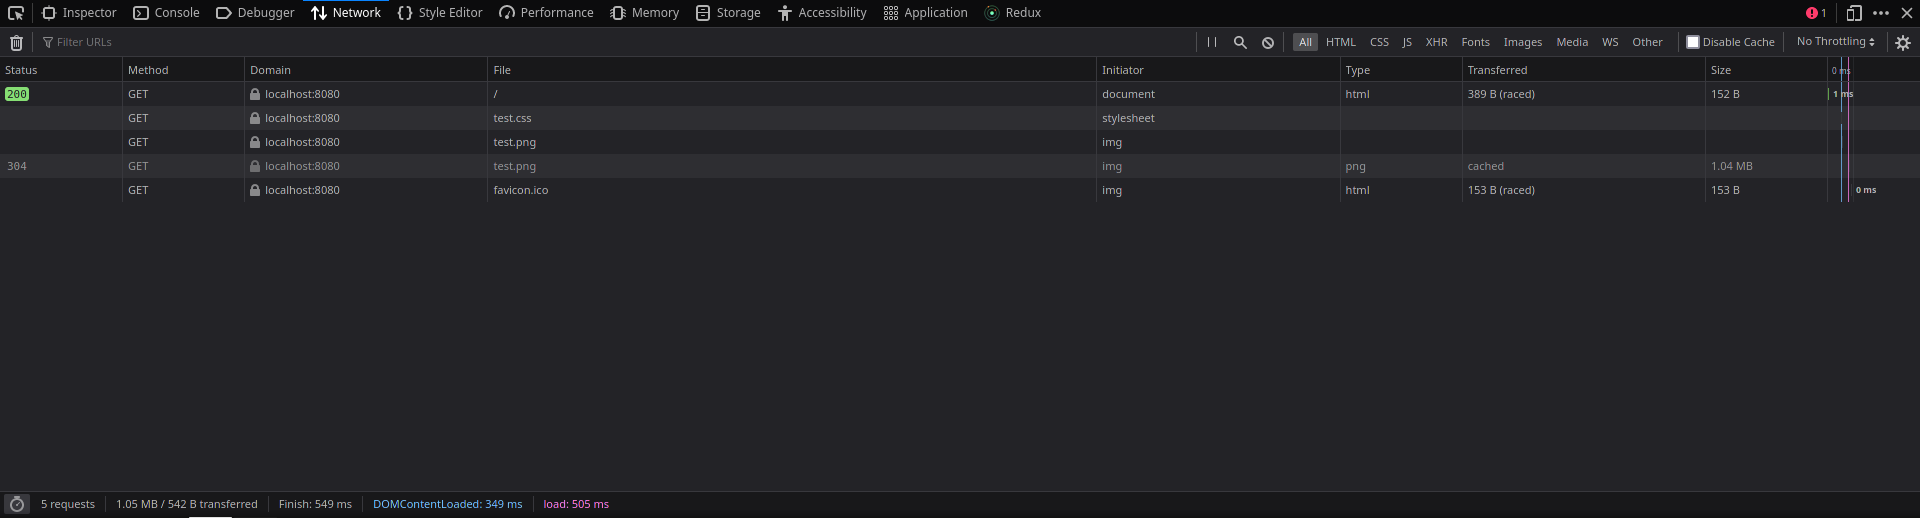 Inspector Console Debugger Network Style Editor Performance Memory Storage Accessibility Application Redux 1
Filter URLs All HTML CSS JS XHR Fonts Images Media WS Other Disable Cache No Throttling
Status Method Domain File Initiator Type Transferred Size 0 ms
200 GET localhost:8080 / document html 389 B (raced) 152 B 1 ms
GET localhost:8080 test.css stylesheet
GET localhost:8080 test.png img
304 GET localhost:8080 test.png img png cached 1.04 MB
GET localhost:8080 favicon.ico img html 153 B (raced) 153 B 0 ms
5 requests 1.05 MB / 542 B transferred Finish: 549 ms DOMContentLoaded: 349 ms load: 505 ms